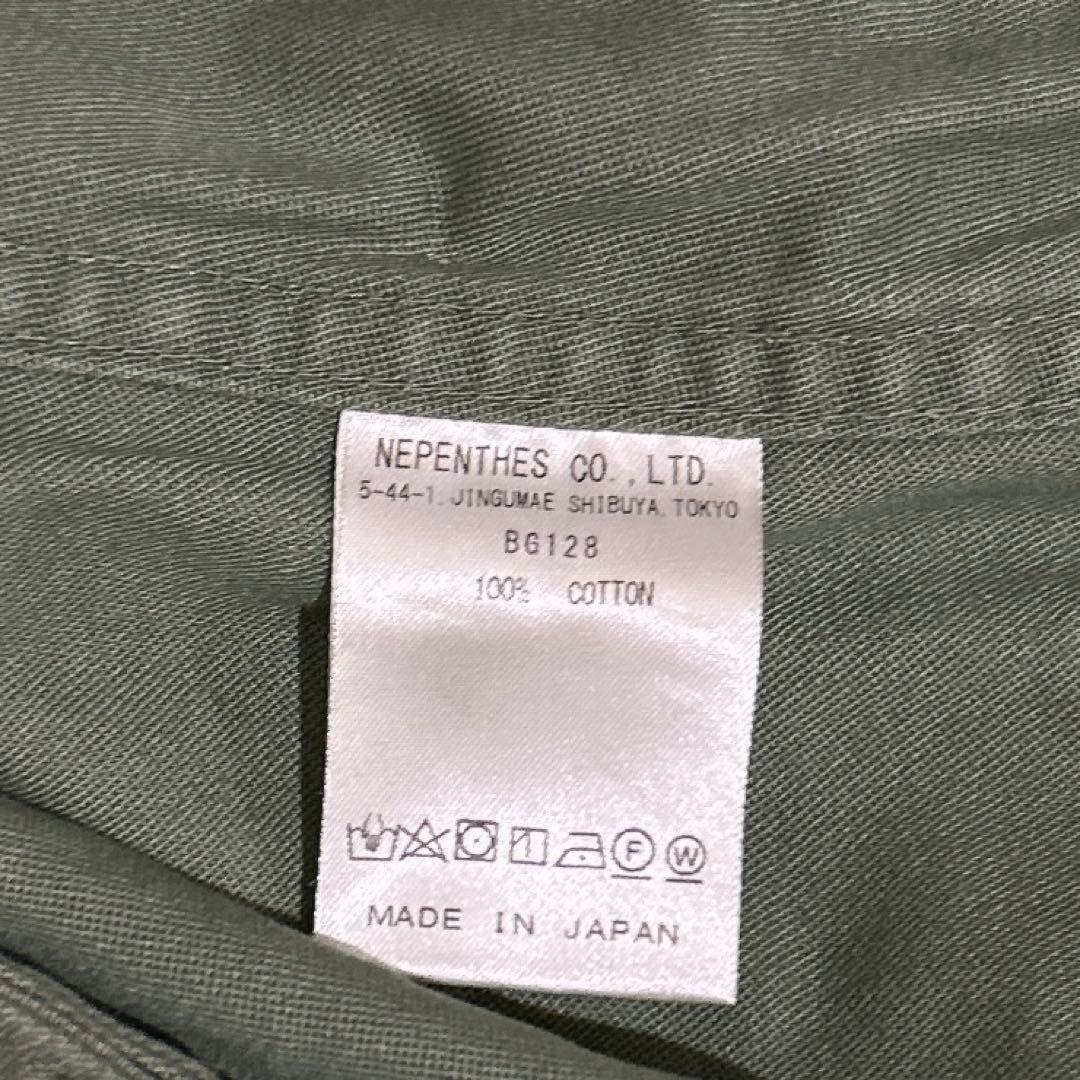 NEPENTHES CO.,LTD.
5-44-1.JINGUMAE SHIBUYA.TOKYO
BG128
100% COTTON
F W
MADE IN JAPAN